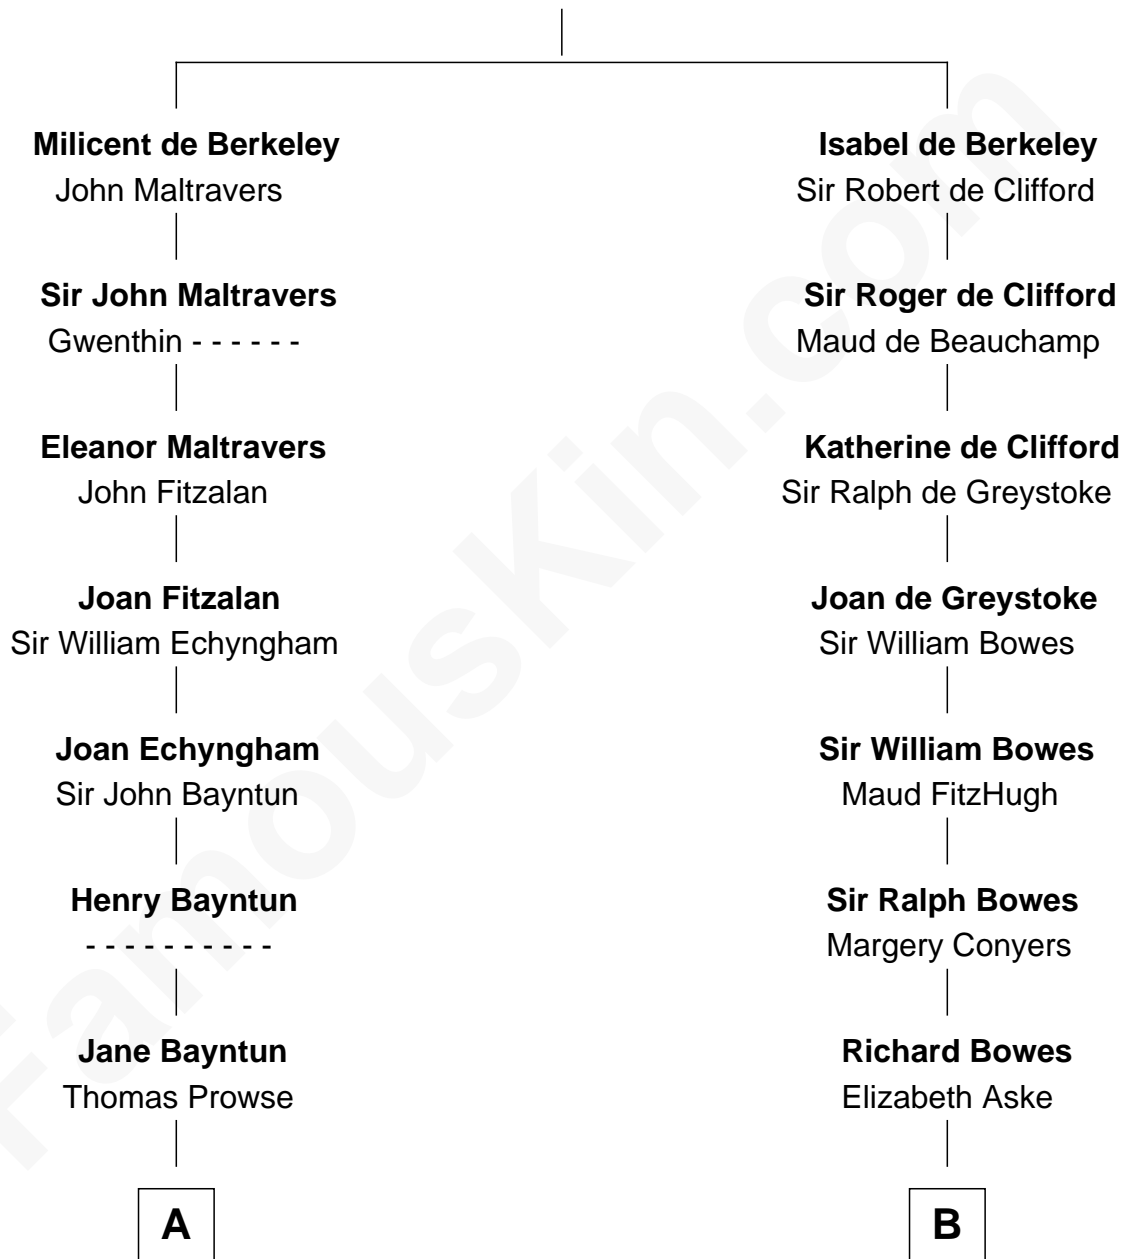 Milicent de Berkeley
John Maltravers
Sir John Maltravers
Gwenthin - - - - - -
Eleanor Maltravers
John Fitzalan
Joan Fitzalan
Sir William Echyngham
Joan Echyngham
Sir John Bayntun
Henry Bayntun
- - - - - - - - - -
Jane Bayntun
Thomas Prowse
A
Isabel de Berkeley
Sir Robert de Clifford
Sir Roger de Clifford
Maud de Beauchamp
Katherine de Clifford
Sir Ralph de Greystoke
Joan de Greystoke
Sir William Bowes
Sir William Bowes
Maud FitzHugh
Sir Ralph Bowes
Margery Conyers
Richard Bowes
Elizabeth Aske
B
FamousKin.com